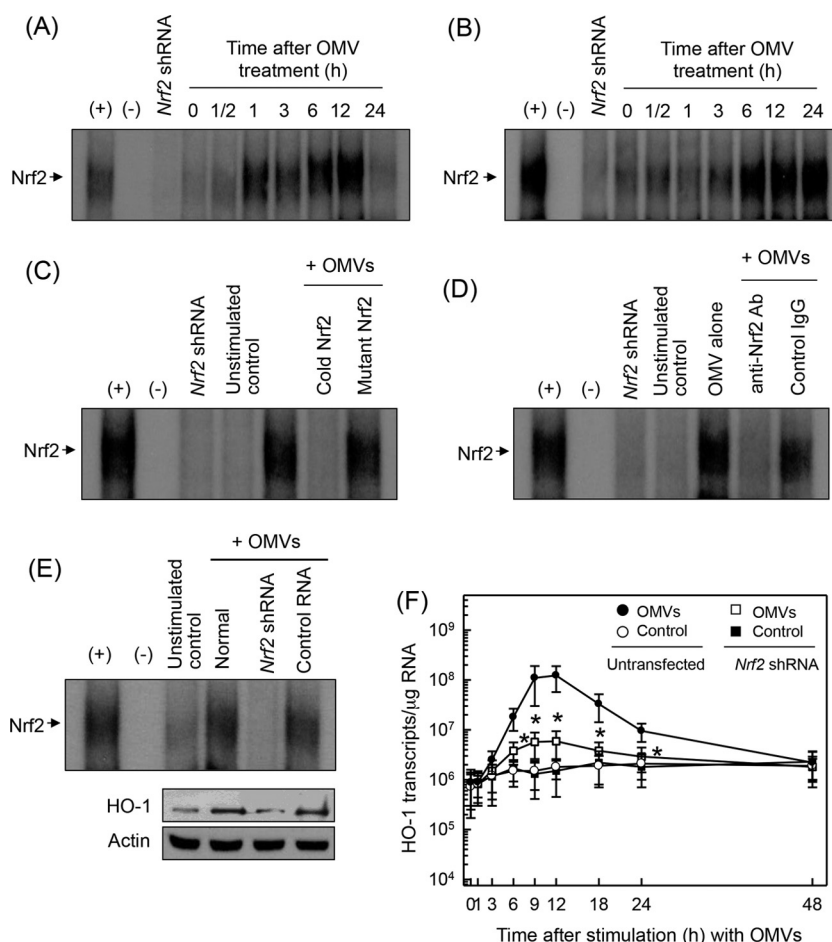 (A)
Time after OMV
treatment (h)
Nrf2 shRNA
(+) (-) 0 1/2 1 3 6 12 24
Nrf2
(B)
Time after OMV
treatment (h)
Nrf2 shRNA
(+) (-) 0 1/2 1 3 6 12 24
Nrf2
(C)
+ OMVs
(+) (-)
Nrf2 shRNA
Unstimulated
control
Cold Nrf2
Mutant Nrf2
Nrf2
(D)
+ OMVs
(+) (-)
Nrf2 shRNA
Unstimulated
control
OMV alone
anti-Nrf2 Ab
Control IgG
Nrf2
(E)
+ OMVs
(+) (-)
Unstimulated
control
Normal
Nrf2 shRNA
Control RNA
Nrf2
HO-1
Actin
(F)
OMVs OMVs
Control Control
Untransfected Nrf2 shRNA
HO-1 transcripts/μg RNA
10⁹
10⁸
10⁷
10⁶
10⁵
10⁴
* * * * *
0 1 3 6 9 12 18 24 48
Time after stimulation (h) with OMVs